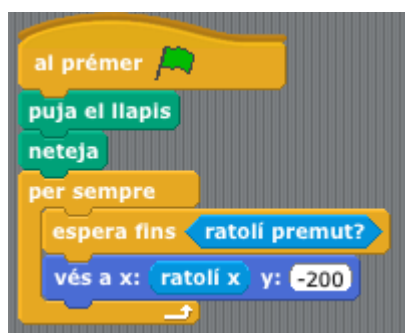 al prémer
puja el llapis
neteja
per sempre
espera fins ratolí premut?
vés a x: ratolí x y: -200